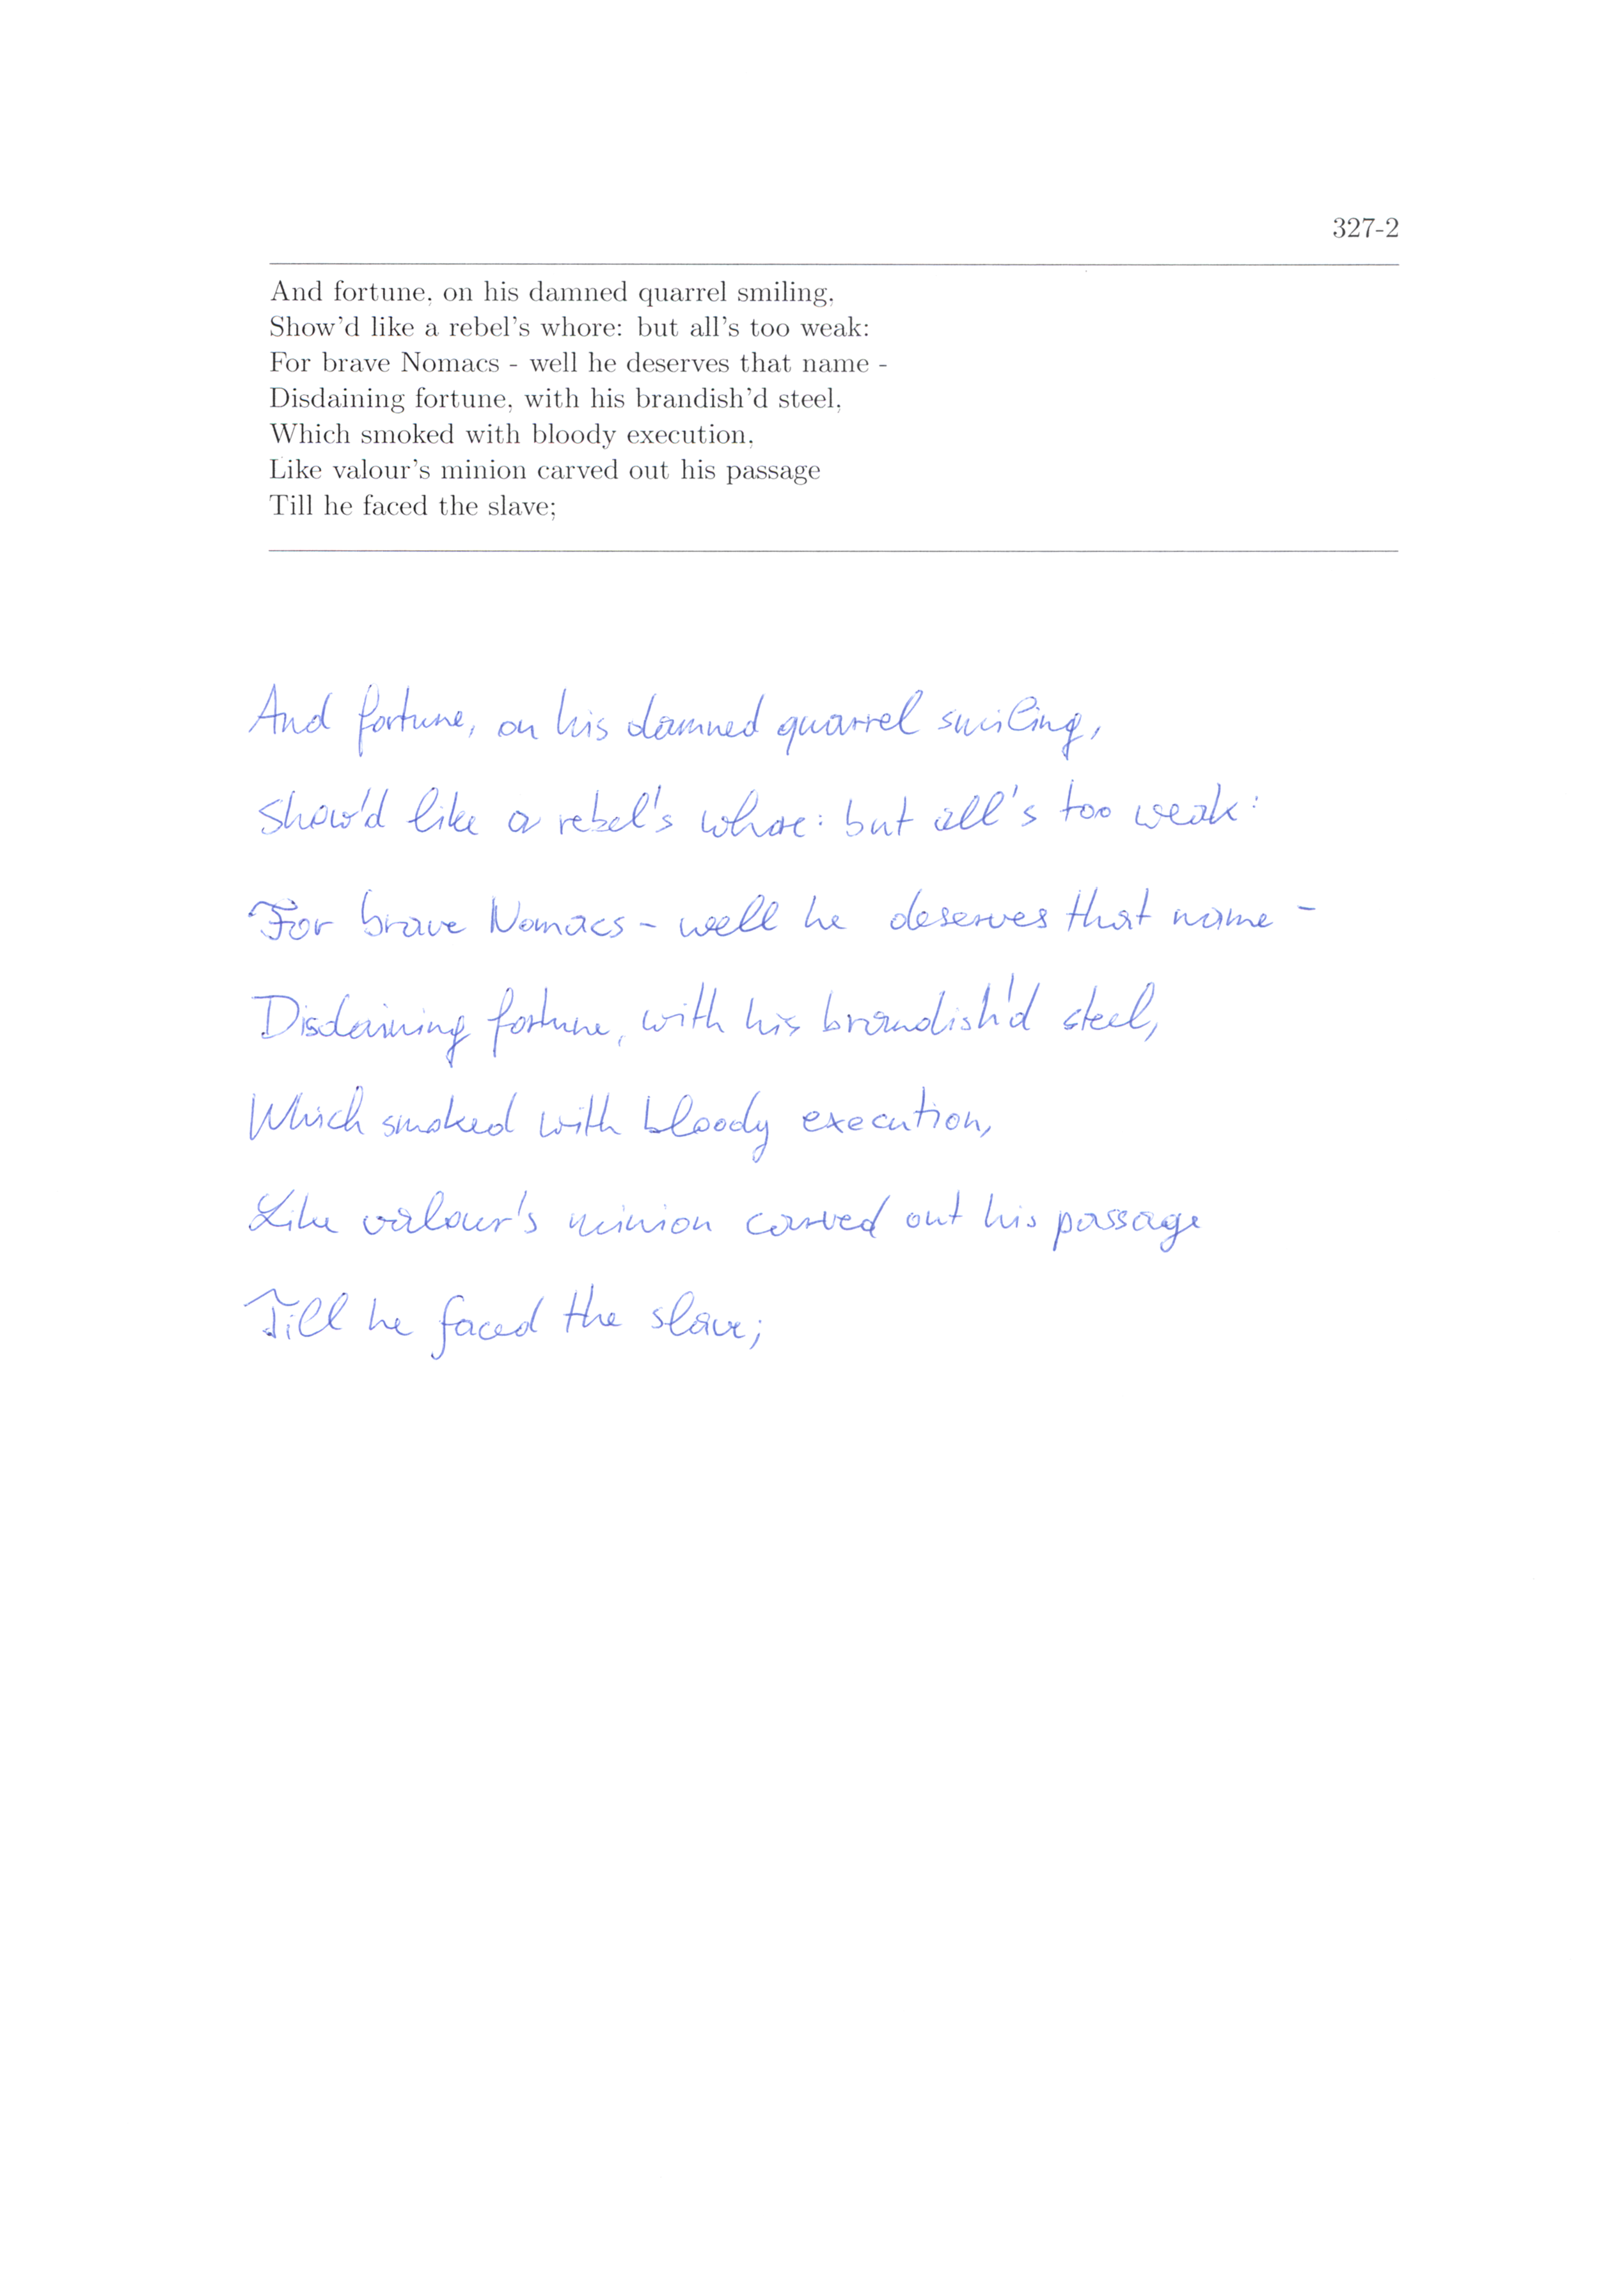 327-2
And fortune, on his damned quarrel smiling,
Show'd like a rebel's whore: but all's too weak:
For brave Nomacs - well he deserves that name -
Disdaining fortune, with his brandish'd steel,
Which smoked with bloody execution,
Like valour's minion carved out his passage
Till he faced the slave;
And fortune, on his damned quarrel smiling,
Show'd like a rebel's whore: but all's too weak:
For brave Nomacs - well he deserves that name -
Disdaining fortune, with his brandish'd steel,
Which smoked with bloody execution,
Like valour's minion carved out his passage
Till he faced the slave;